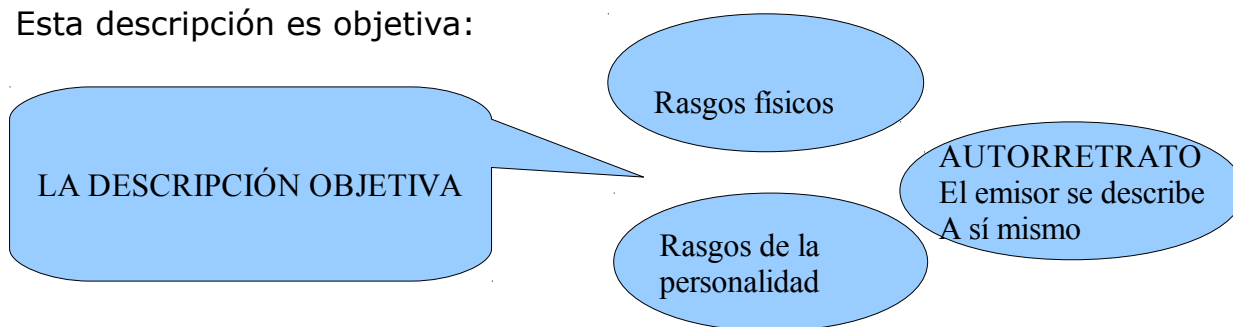 Esta descripción es objetiva:
LA DESCRIPCIÓN OBJETIVA
Rasgos físicos
Rasgos de la
personalidad
AUTORRETRATO
El emisor se describe
A sí mismo